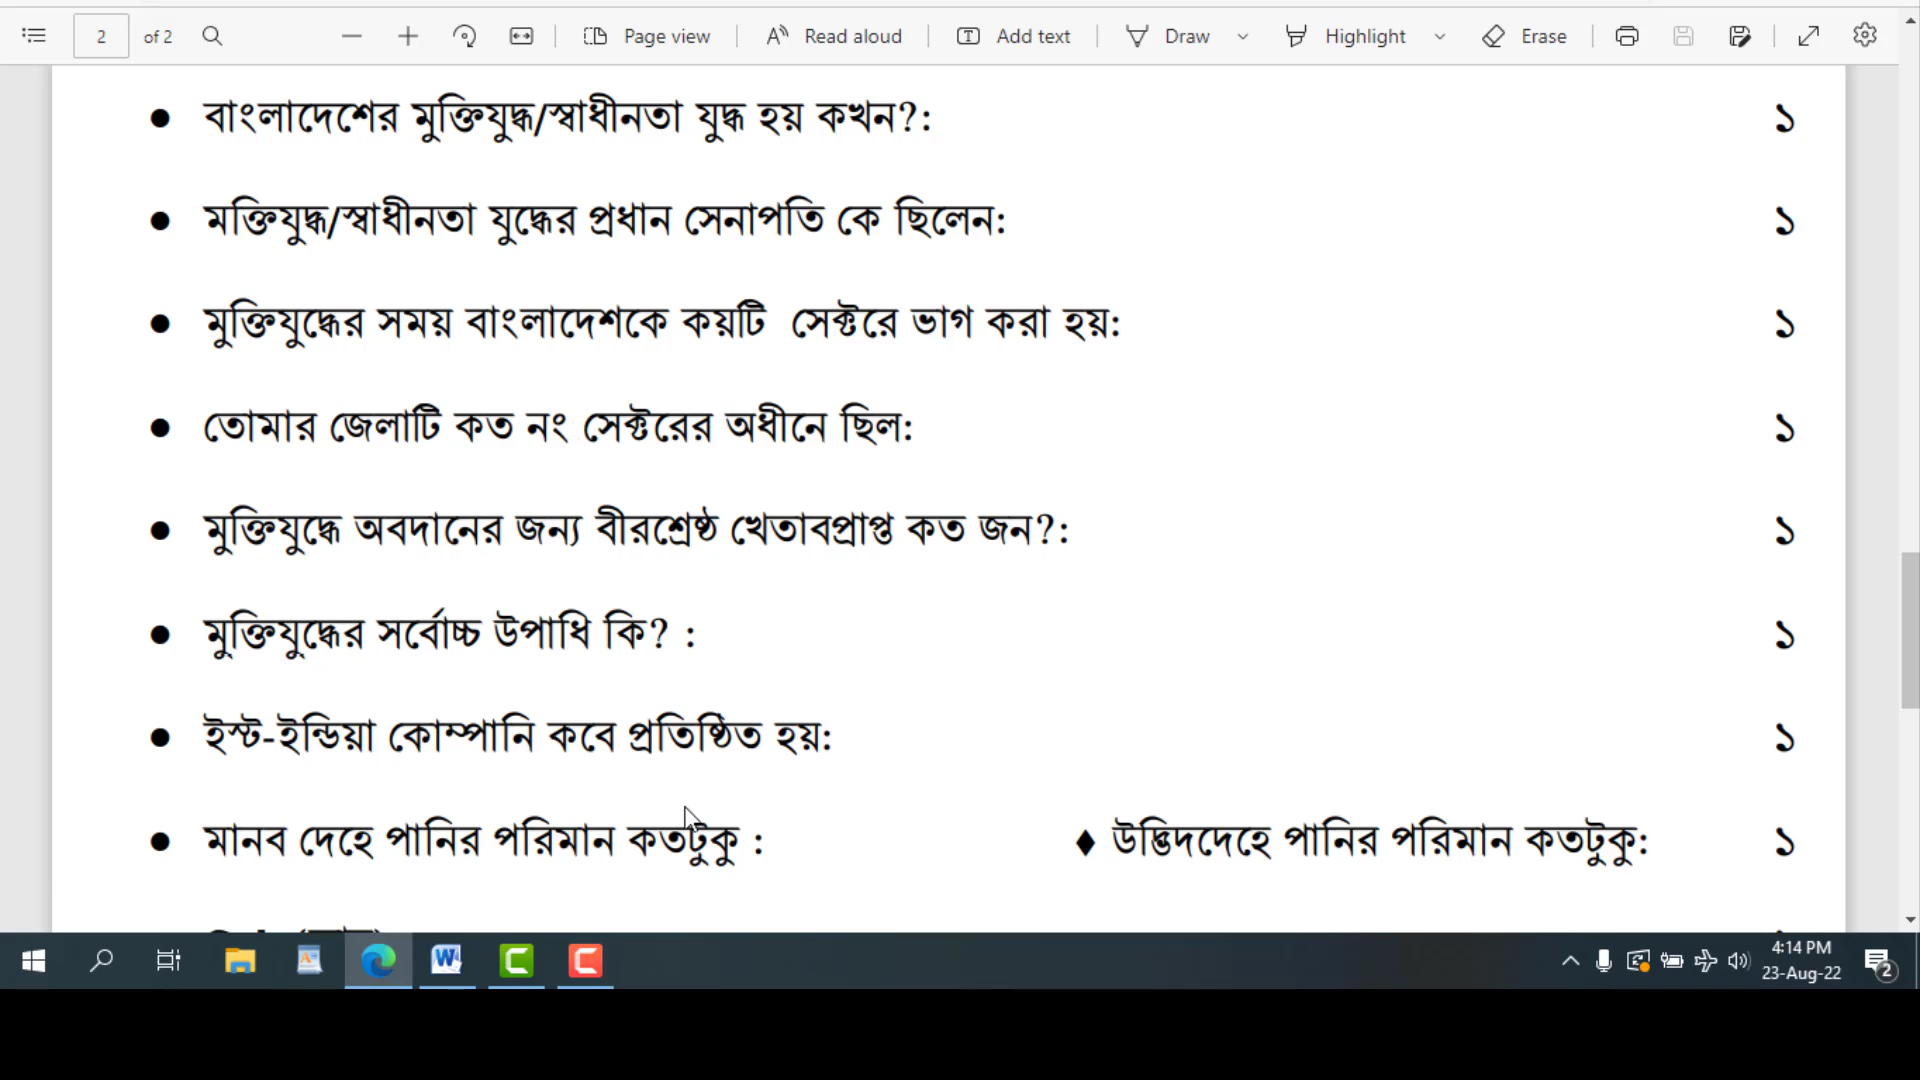 2 of 2 Page view Read aloud Add text Draw Highlight Erase
● বাংলাদেশের মুক্তিযুদ্ধ/স্বাধীনতা যুদ্ধ হয় কখন?: ১
● মক্তিযুদ্ধ/স্বাধীনতা যুদ্ধের প্রধান সেনাপতি কে ছিলেন: ১
● মুক্তিযুদ্ধের সময় বাংলাদেশকে কয়টি সেক্টরে ভাগ করা হয়: ১
● তোমার জেলাটি কত নং সেক্টরের অধীনে ছিল: ১
● মুক্তিযুদ্ধে অবদানের জন্য বীরশ্রেষ্ঠ খেতাবপ্রাপ্ত কত জন?: ১
● মুক্তিযুদ্ধের সর্বোচ্চ উপাধি কি? : ১
● ইস্ট-ইন্ডিয়া কোম্পানি কবে প্রতিষ্ঠিত হয়: ১
● মানব দেহে পানির পরিমান কতটুকু : ♦ উদ্ভিদদেহে পানির পরিমান কতটুকু: ১
4:14 PM
23-Aug-22
2